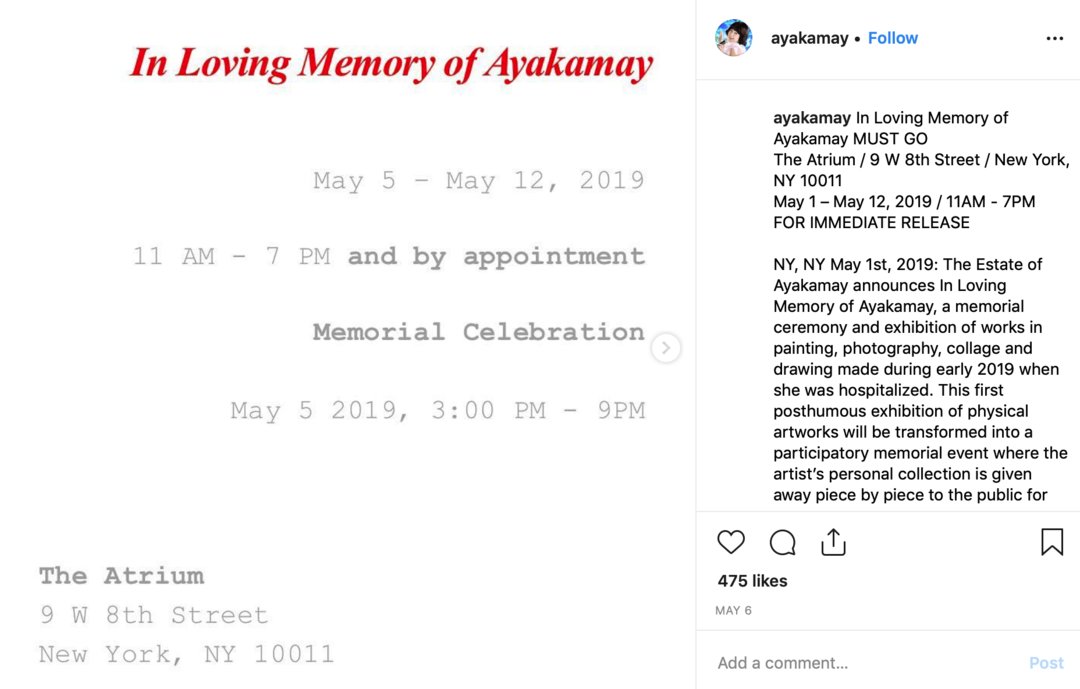 In Loving Memory of Ayakamay
May 5 – May 12, 2019
11 AM – 7 PM and by appointment
Memorial Celebration
May 5 2019, 3:00 PM – 9PM
The Atrium
9 W 8th Street
New York, NY 10011
ayakamay • Follow
ayakamay In Loving Memory of
Ayakamay MUST GO
The Atrium / 9 W 8th Street / New York,
NY 10011
May 1 – May 12, 2019 / 11AM - 7PM
FOR IMMEDIATE RELEASE
NY, NY May 1st, 2019: The Estate of
Ayakamay announces In Loving
Memory of Ayakamay, a memorial
ceremony and exhibition of works in
painting, photography, collage and
drawing made during early 2019 when
she was hospitalized. This first
posthumous exhibition of physical
artworks will be transformed into a
participatory memorial event where the
artist’s personal collection is given
away piece by piece to the public for
475 likes
MAY 6
Add a comment...
Post